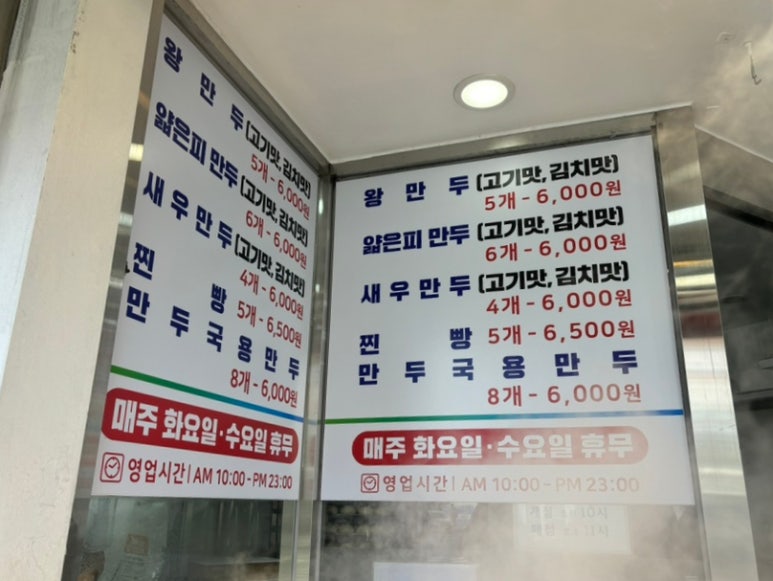 왕 만 두 (고기맛, 김치맛)
5개 - 6,000원
얇은피 만두 (고기맛, 김치맛)
6개 - 6,000원
새우만두 (고기맛, 김치맛)
4개 - 6,000원
찐 빵 5개 - 6,500원
만두국용만두
8개 - 6,000원
매주 화요일·수요일 휴무
영업시간 | AM 10:00 - PM 23:00
왕 만 두 (고기맛, 김치맛)
5개 - 6,000원
얇은피 만두 (고기맛, 김치맛)
6개 - 6,000원
새우만두 (고기맛, 김치맛)
4개 - 6,000원
찐 빵 5개 - 6,500원
만두국용만두
8개 - 6,000원
매주 화요일·수요일 휴무
영업시간 | AM 10:00 - PM 23:00
10시